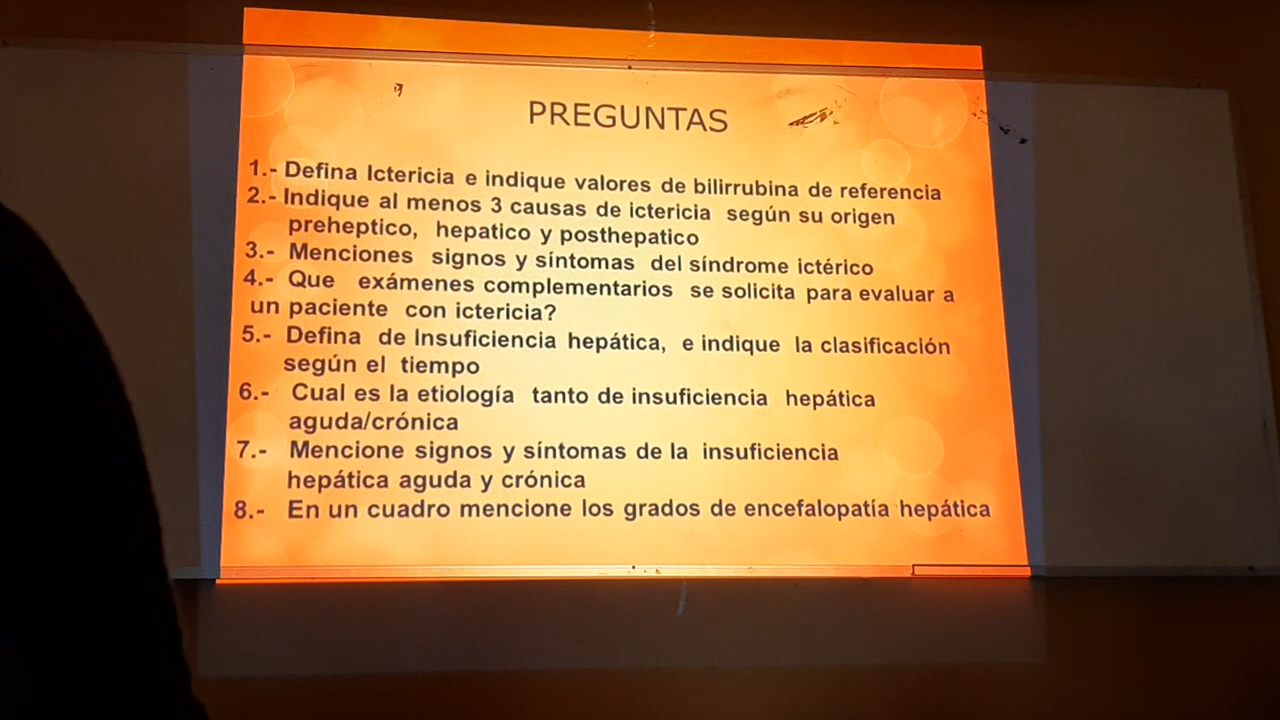 PREGUNTAS
1.- Defina Ictericia e indique valores de bilirrubina de referencia
2.- Indique al menos 3 causas de ictericia según su origen
preheptico, hepatico y posthepatico
3.- Menciones signos y síntomas del síndrome ictérico
4.- Que exámenes complementarios se solicita para evaluar a
un paciente con ictericia?
5.- Defina de Insuficiencia hepática, e indique la clasificación
según el tiempo
6.- Cual es la etiología tanto de insuficiencia hepática
aguda/crónica
7.- Mencione signos y síntomas de la insuficiencia
hepática aguda y crónica
8.- En un cuadro mencione los grados de encefalopatía hepática